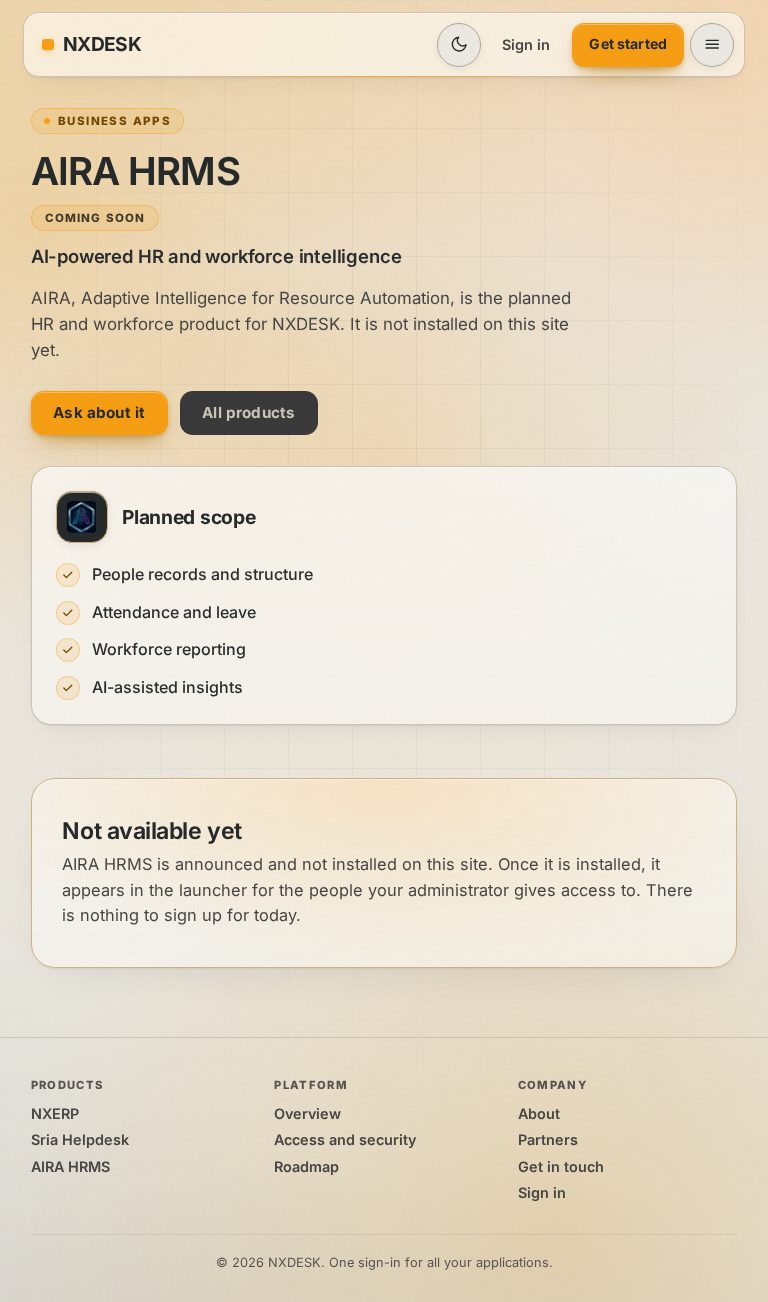 NXDESK
Sign in
Get started
BUSINESS APPS
AIRA HRMS
COMING SOON
AI-powered HR and workforce intelligence
AIRA, Adaptive Intelligence for Resource Automation, is the planned
HR and workforce product for NXDESK. It is not installed on this site
yet.
Ask about it
All products
Planned scope
People records and structure
Attendance and leave
Workforce reporting
AI-assisted insights
Not available yet
AIRA HRMS is announced and not installed on this site. Once it is installed, it
appears in the launcher for the people your administrator gives access to. There
is nothing to sign up for today.
PRODUCTS
NXERP
Sria Helpdesk
AIRA HRMS
PLATFORM
Overview
Access and security
Roadmap
COMPANY
About
Partners
Get in touch
Sign in
© 2026 NXDESK. One sign-in for all your applications.